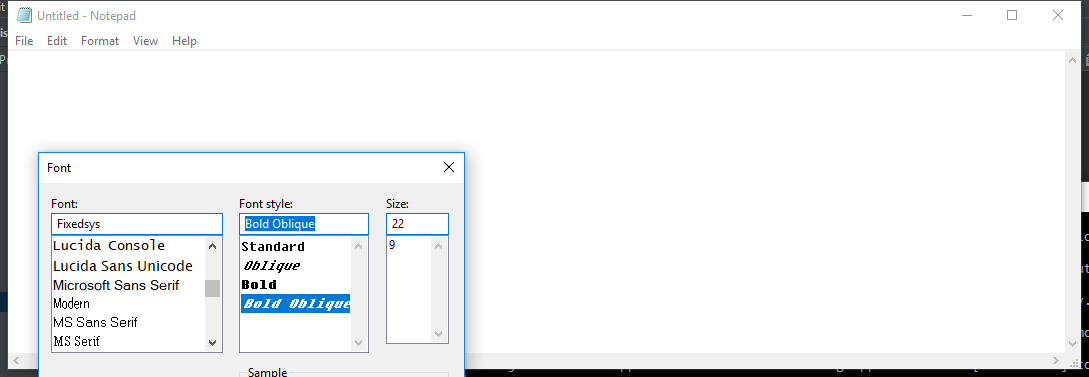 Untitled - Notepad
File Edit Format View Help
Font
Font: Font style: Size:
Fixedsys Bold Oblique 22
Lucida Console Standard 9
Lucida Sans Unicode Oblique
Microsoft Sans Serif Bold
Modern Bold Oblique
MS Sans Serif
MS Serif
Sample